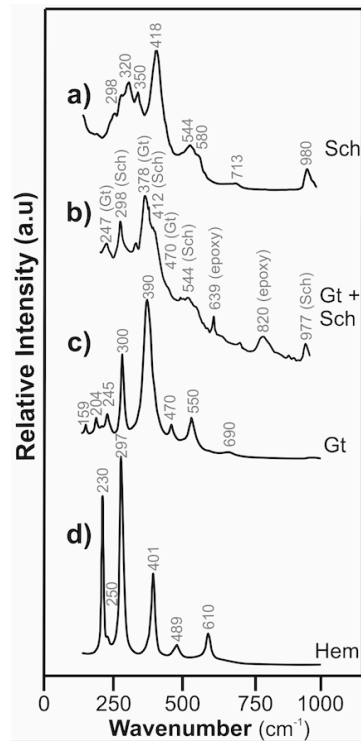 a)
298
320
350
418
544
580
713
980
Sch
b)
247 (Gt)
298 (Sch)
378 (Gt)
412 (Sch)
470 (Gt)
544 (Sch)
639 (epoxy)
820 (epoxy)
977 (Sch)
Gt +
Sch
c)
159
204
245
300
390
470
550
690
Gt
d)
230
250
297
401
489
610
Hem
Relative Intensity (a.u)
0 250 500 750 1000
Wavenumber (cm⁻¹)